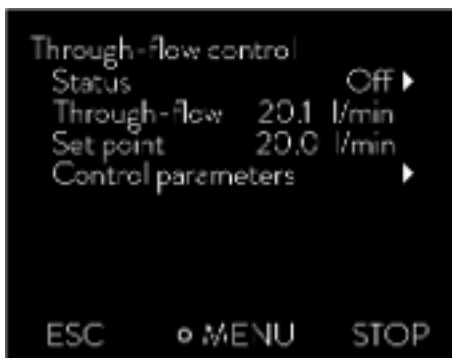 Through-flow control
Status Off ▶
Through-flow 20.1 l/min
Set point 20.0 l/min
Control parameters ▶
ESC MENU STOP